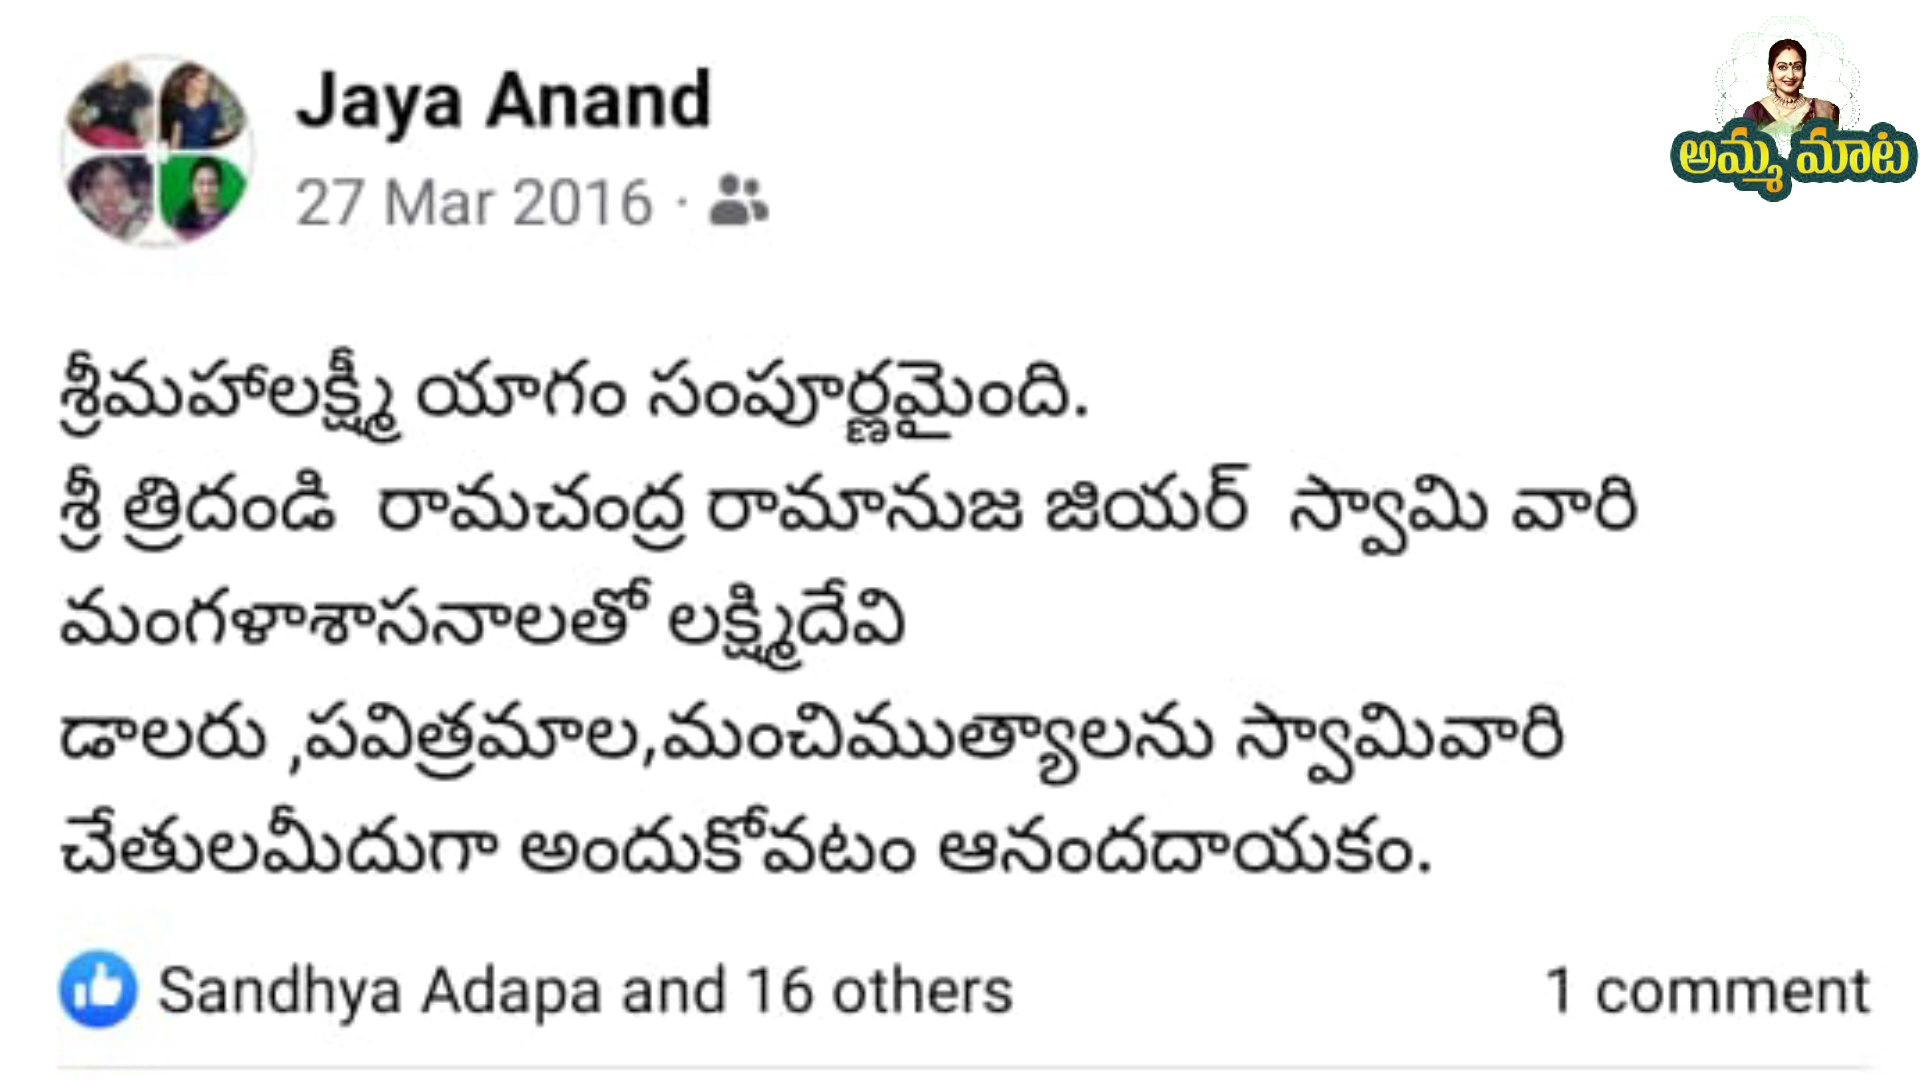 Jaya Anand
అమ్మ మాట
27 Mar 2016 ·
శ్రీమహాలక్ష్మీ యాగం సంపూర్ణమైంది.
శ్రీ త్రిదండి  రామచంద్ర రామానుజ జియర్  స్వామి వారి
మంగళాశాసనాలతో లక్ష్మిదేవి
డాలరు ,పవిత్రమాల,మంచిముత్యాలను స్వామివారి
చేతులమీదుగా అందుకోవటం ఆనందదాయకం.
Sandhya Adapa and 16 others
1 comment